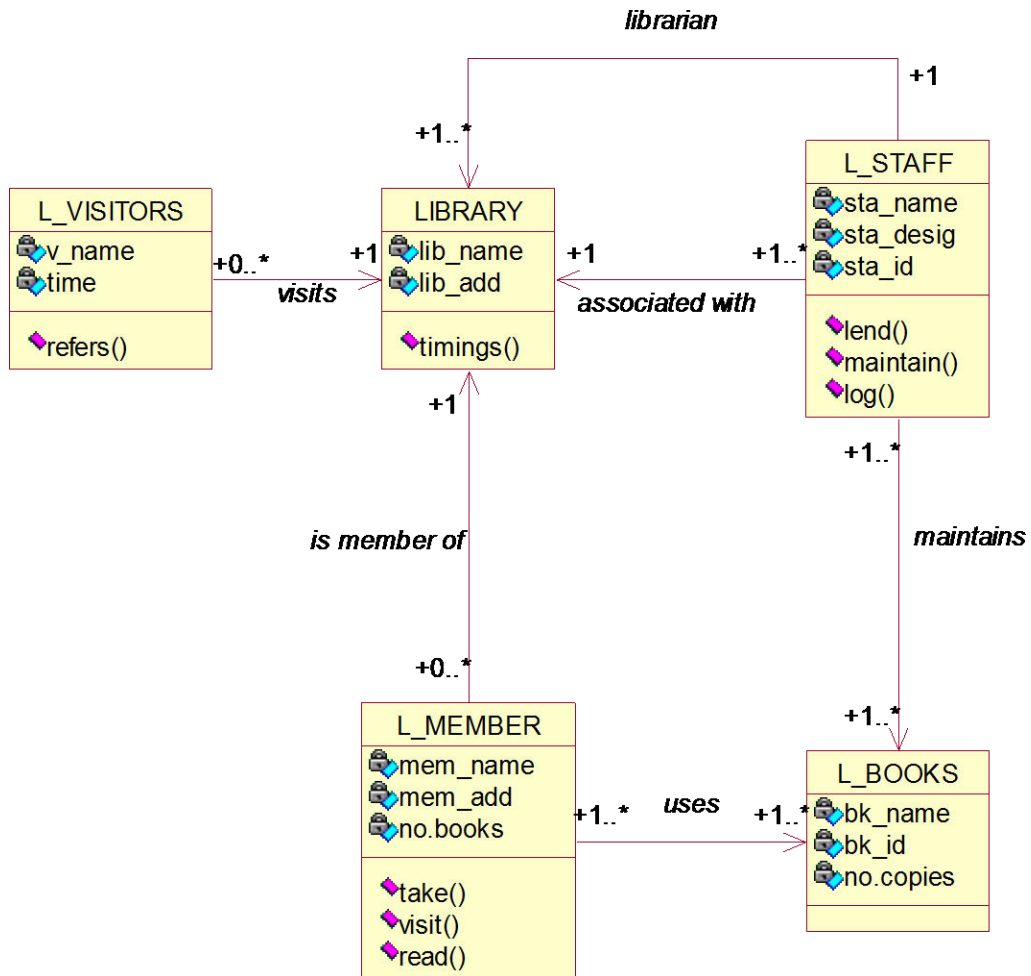 librarian
+1
+1..*
L_STAFF
sta_name
sta_desig
sta_id
lend()
maintain()
log()
L_VISITORS
v_name
time
refers()
+0..*
+1
visits
LIBRARY
lib_name
lib_add
timings()
+1
+1..*
associated with
+1
+1..*
is member of
maintains
+0..*
+1..*
L_MEMBER
mem_name
mem_add
no.books
take()
visit()
read()
+1..*
uses
+1..*
L_BOOKS
bk_name
bk_id
no.copies